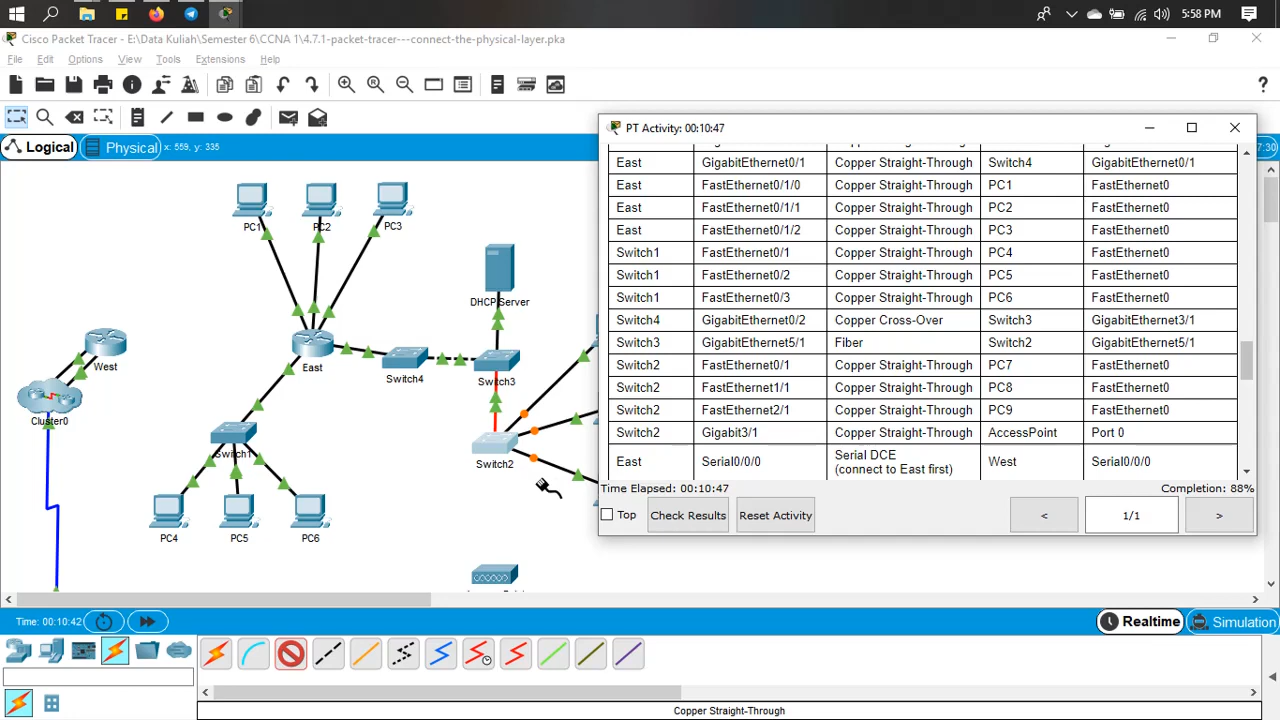 5:58 PM
Cisco Packet Tracer - E:\Data Kuliah\Semester 6\CCNA 1\4.7.1-packet-tracer---connect-the-physical-layer.pka
File Edit Options View Tools Extensions Help
Logical Physical x: 559, y: 335
7:30
PC1 PC2 PC3
DHCP Server
West
East
Switch4
Switch3
Cluster0
Switch1
Switch2
PC4 PC5 PC6
PT Activity: 00:10:47
East GigabitEthernet0/1 Copper Straight-Through Switch4 GigabitEthernet0/1
East FastEthernet0/1/0 Copper Straight-Through PC1 FastEthernet0
East FastEthernet0/1/1 Copper Straight-Through PC2 FastEthernet0
East FastEthernet0/1/2 Copper Straight-Through PC3 FastEthernet0
Switch1 FastEthernet0/1 Copper Straight-Through PC4 FastEthernet0
Switch1 FastEthernet0/2 Copper Straight-Through PC5 FastEthernet0
Switch1 FastEthernet0/3 Copper Straight-Through PC6 FastEthernet0
Switch4 GigabitEthernet0/2 Copper Cross-Over Switch3 GigabitEthernet3/1
Switch3 GigabitEthernet5/1 Fiber Switch2 GigabitEthernet5/1
Switch2 FastEthernet0/1 Copper Straight-Through PC7 FastEthernet0
Switch2 FastEthernet1/1 Copper Straight-Through PC8 FastEthernet0
Switch2 FastEthernet2/1 Copper Straight-Through PC9 FastEthernet0
Switch2 Gigabit3/1 Copper Straight-Through AccessPoint Port 0
East Serial0/0/0 Serial DCE (connect to East first) West Serial0/0/0
Time Elapsed: 00:10:47 Completion: 88%
Top Check Results Reset Activity < 1/1 >
Time: 00:10:42 Realtime Simulation
Copper Straight-Through